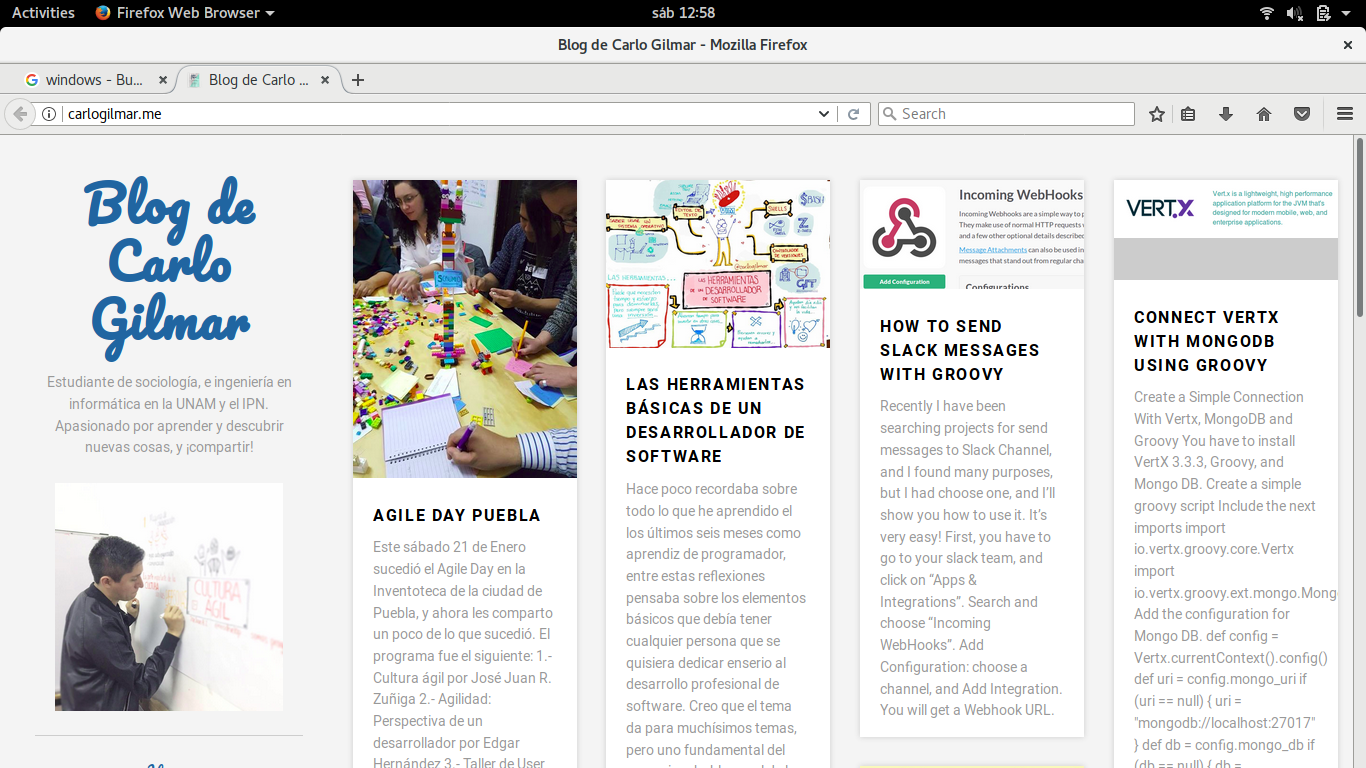 Activities
Firefox Web Browser
sáb 12:58
Blog de Carlo Gilmar - Mozilla Firefox
windows - Bu...
Blog de Carlo ...
carlogilmar.me
Search
Blog de
Carlo
Gilmar
Estudiante de sociología, e ingeniería en
informática en la UNAM y el IPN.
Apasionado por aprender y descubrir
nuevas cosas, y ¡compartir!
CULTURA
ÁGIL
AGILE DAY PUEBLA
Este sábado 21 de Enero
sucedió el Agile Day en la
Inventoteca de la ciudad de
Puebla, y ahora les comparto
un poco de lo que sucedió. El
programa fue el siguiente: 1.-
Cultura ágil por José Juan R.
Zuñiga 2.- Agilidad:
Perspectiva de un
desarrollador por Edgar
Hernández 3.- Taller de User
EDITOR DE
TEXTO
SHELLS
$BASH
CONTROLADOR
DE VERSIONES
GIT
LAS HERRAMIENTAS...
LAS HERRAMIENTAS
DE UN DESARROLLADOR
DE SOFTWARE
LAS HERRAMIENTAS
BÁSICAS DE UN
DESARROLLADOR DE
SOFTWARE
Hace poco recordaba sobre
todo lo que he aprendido el
los últimos seis meses como
aprendiz de programador,
entre estas reflexiones
pensaba sobre los elementos
básicos que debía tener
cualquier persona que se
quisiera dedicar enserio al
desarrollo profesional de
software. Creo que el tema
da para muchísimos temas,
pero uno fundamental del
Incoming WebHooks
Incoming Webhooks are a simple way to p
They make use of normal HTTP requests
and a few other optional details described
Message Attachments can also be used in
messages that stand out from regular cha
Add Configuration
Configurations
HOW TO SEND
SLACK MESSAGES
WITH GROOVY
Recently I have been
searching projects for send
messages to Slack Channel,
and I found many purposes,
but I had choose one, and I'll
show you how to use it. It's
very easy! First, you have to
go to your slack team, and
click on “Apps &
Integrations”. Search and
choose “Incoming
WebHooks”. Add
Configuration: choose a
channel, and Add Integration.
You will get a Webhook URL.
VERT.X
Vert.x is a lightweight, high performance
application platform for the JVM that's
designed for modern mobile, web, and
enterprise applications.
CONNECT VERTX
WITH MONGODB
USING GROOVY
Create a Simple Connection
With Vertx, MongoDB and
Groovy You have to install
VertX 3.3.3, Groovy, and
Mongo DB. Create a simple
groovy script Include the next
imports import
io.vertx.groovy.core.Vertx
import
io.vertx.groovy.ext.mongo.Mong
Add the configuration for
Mongo DB. def config =
Vertx.currentContext().config()
def uri = config.mongo_uri if
(uri == null) { uri =
"mongodb://localhost:27017"
} def db = config.mongo_db if
(db == null) { db =